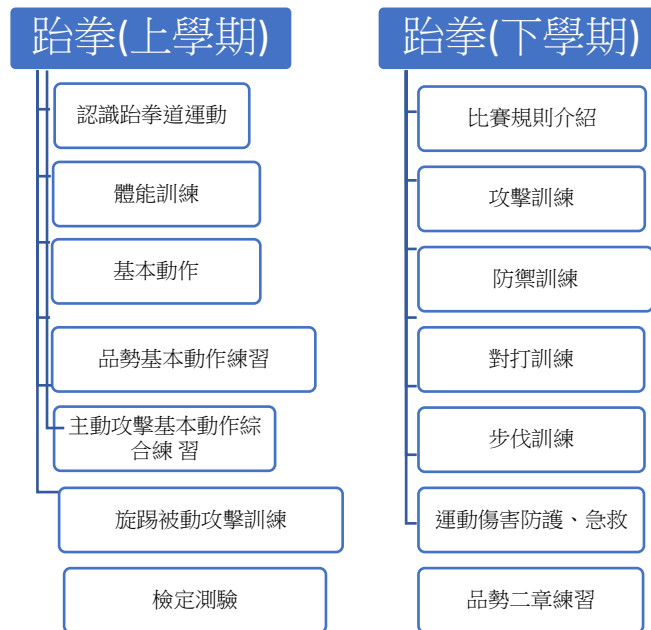 跆拳(上學期)
認識跆拳道運動
體能訓練
基本動作
品勢基本動作練習
主動攻擊基本動作綜
合練 習
旋踢被動攻擊訓練
檢定測驗
跆拳(下學期)
比賽規則介紹
攻擊訓練
防禦訓練
對打訓練
步伐訓練
運動傷害防護、急救
品勢二章練習